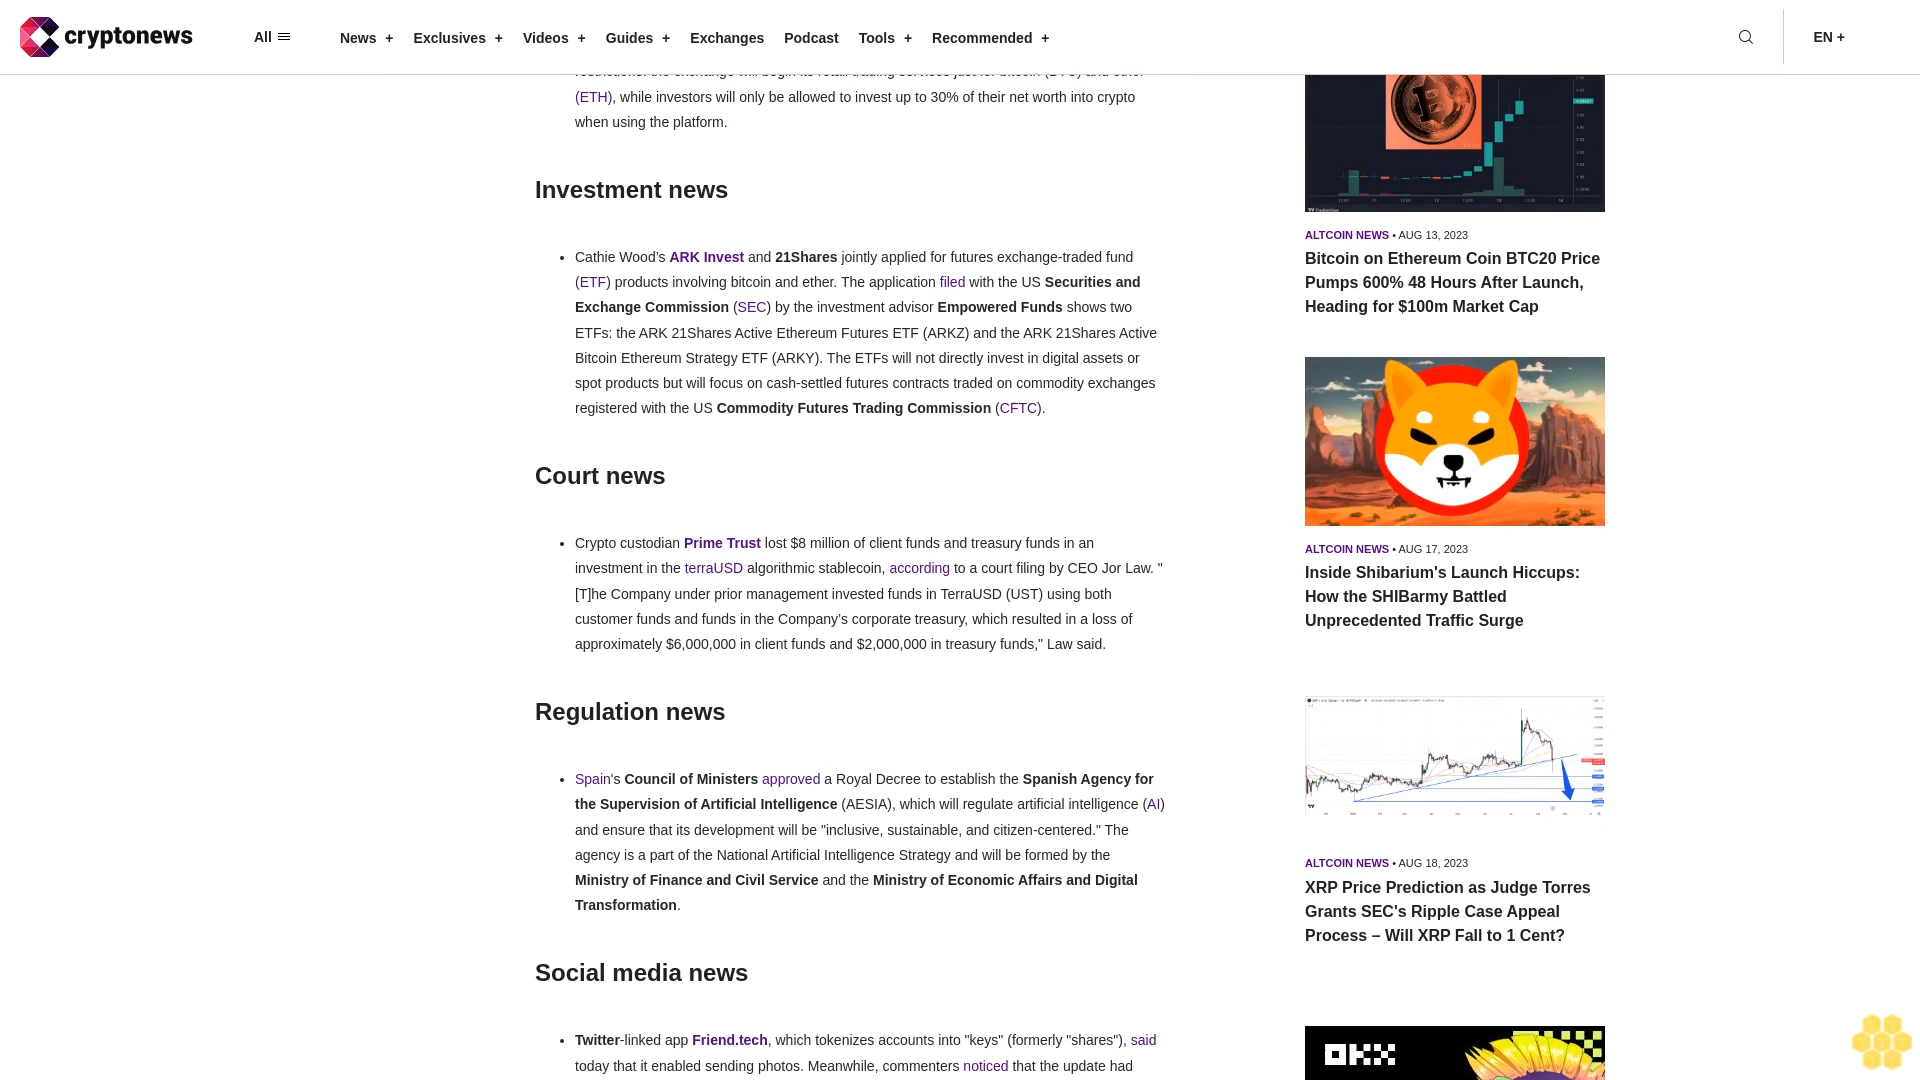 cryptonews
All
News + Exclusives + Videos + Guides + Exchanges Podcast Tools + Recommended +
EN +
(ETH), while investors will only be allowed to invest up to 30% of their net worth into crypto
when using the platform.
Investment news
Cathie Wood’s ARK Invest and 21Shares jointly applied for futures exchange-traded fund
(ETF) products involving bitcoin and ether. The application filed with the US Securities and
Exchange Commission (SEC) by the investment advisor Empowered Funds shows two
ETFs: the ARK 21Shares Active Ethereum Futures ETF (ARKZ) and the ARK 21Shares Active
Bitcoin Ethereum Strategy ETF (ARKY). The ETFs will not directly invest in digital assets or
spot products but will focus on cash-settled futures contracts traded on commodity exchanges
registered with the US Commodity Futures Trading Commission (CFTC).
Court news
Crypto custodian Prime Trust lost $8 million of client funds and treasury funds in an
investment in the terraUSD algorithmic stablecoin, according to a court filing by CEO Jor Law. "
[T]he Company under prior management invested funds in TerraUSD (UST) using both
customer funds and funds in the Company’s corporate treasury, which resulted in a loss of
approximately $6,000,000 in client funds and $2,000,000 in treasury funds," Law said.
Regulation news
Spain's Council of Ministers approved a Royal Decree to establish the Spanish Agency for
the Supervision of Artificial Intelligence (AESIA), which will regulate artificial intelligence (AI)
and ensure that its development will be "inclusive, sustainable, and citizen-centered." The
agency is a part of the National Artificial Intelligence Strategy and will be formed by the
Ministry of Finance and Civil Service and the Ministry of Economic Affairs and Digital
Transformation.
Social media news
Twitter-linked app Friend.tech, which tokenizes accounts into "keys" (formerly "shares"), said
today that it enabled sending photos. Meanwhile, commenters noticed that the update had
ALTCOIN NEWS • AUG 13, 2023
Bitcoin on Ethereum Coin BTC20 Price
Pumps 600% 48 Hours After Launch,
Heading for $100m Market Cap
ALTCOIN NEWS • AUG 17, 2023
Inside Shibarium's Launch Hiccups:
How the SHIBarmy Battled
Unprecedented Traffic Surge
ALTCOIN NEWS • AUG 18, 2023
XRP Price Prediction as Judge Torres
Grants SEC's Ripple Case Appeal
Process – Will XRP Fall to 1 Cent?
OKX